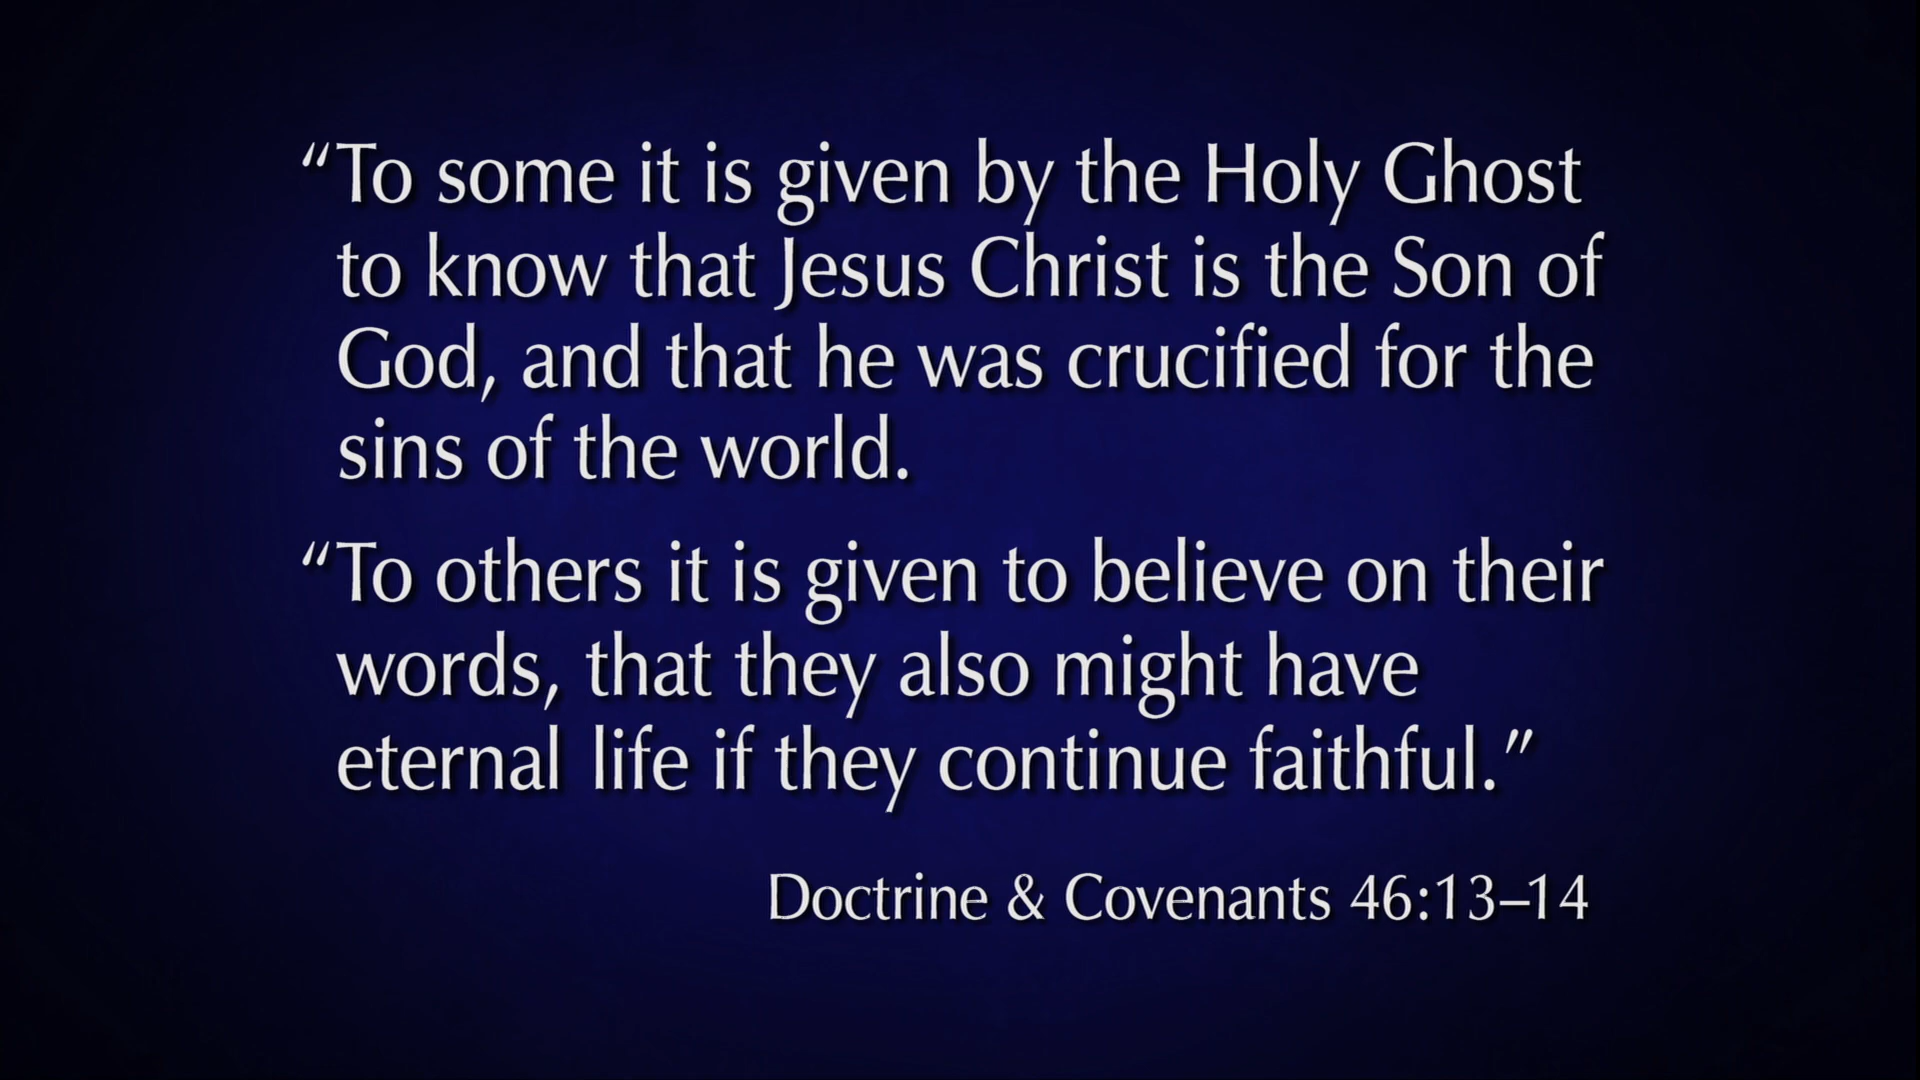 “To some it is given by the Holy Ghost
to know that Jesus Christ is the Son of
God, and that he was crucified for the
sins of the world.
“To others it is given to believe on their
words, that they also might have
eternal life if they continue faithful.”
Doctrine & Covenants 46:13–14